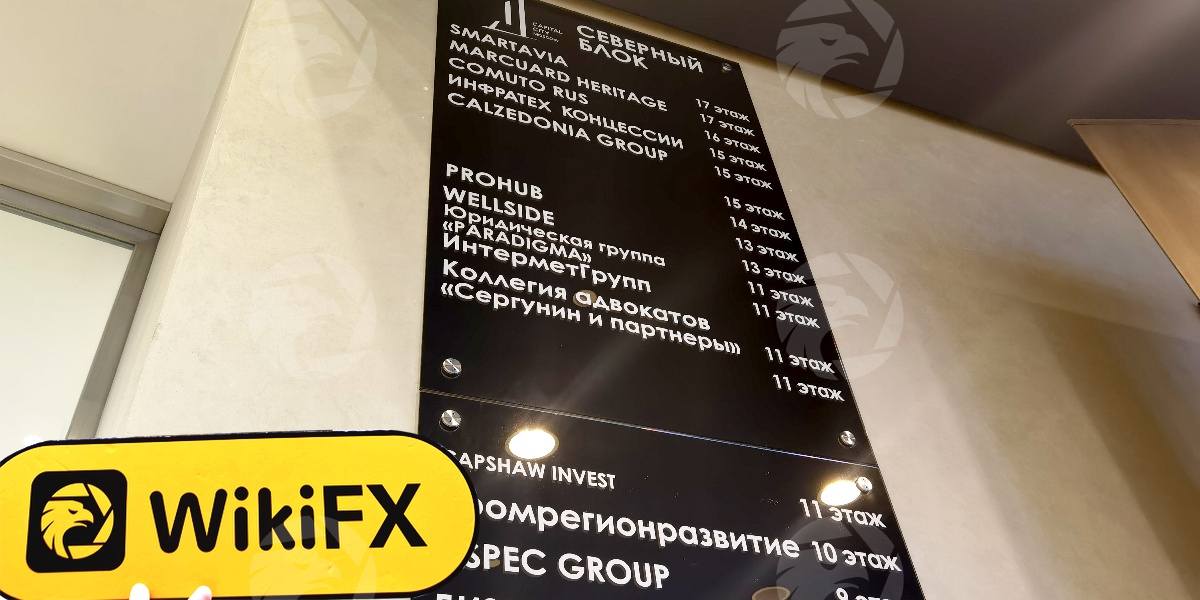 CAPITAL
CITY
MOSCOW
СЕВЕРНЫЙ
БЛОК
SMARTAVIA
MARCUARD HERITAGE
COMUTO RUS
ИНФРАТЕХ КОНЦЕССИИ
CALZEDONIA GROUP
PROHUB
WELLSIDE
Юридическая группа
«PARADIGMA»
ИнтерметГрупп
Коллегия адвокатов
«Сергунин и партнеры»
17 этаж
17 этаж
16 этаж
15 этаж
15 этаж
15 этаж
14 этаж
13 этаж
13 этаж
11 этаж
11 этаж
11 этаж
11 этаж
CAPSHAW INVEST
11 этаж
ромрегионразвитие 10 этаж
SPEC GROUP
9 этаж
WikiFX